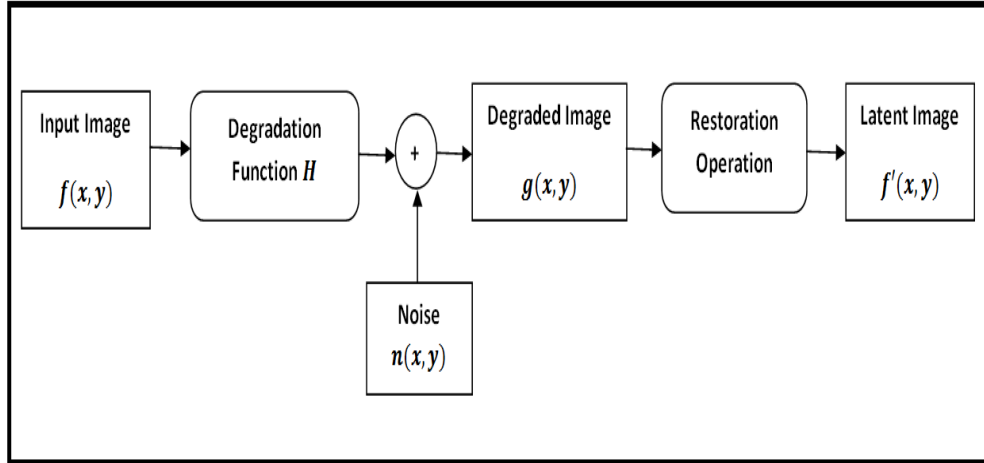 Input Image
f(x,y)
Degradation
Function H
+
Noise
n(x,y)
Degraded Image
g(x,y)
Restoration
Operation
Latent Image
f'(x,y)